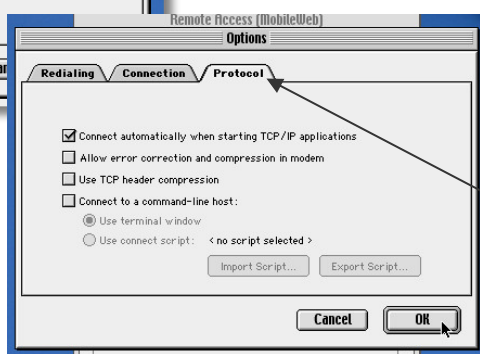 Remote Access (MobileWeb)
Options
Redialing Connection Protocol
Connect automatically when starting TCP/IP applications
Allow error correction and compression in modem
Use TCP header compression
Connect to a command-line host:
Use terminal window
Use connect script: < no script selected >
Import Script... Export Script...
Cancel OK